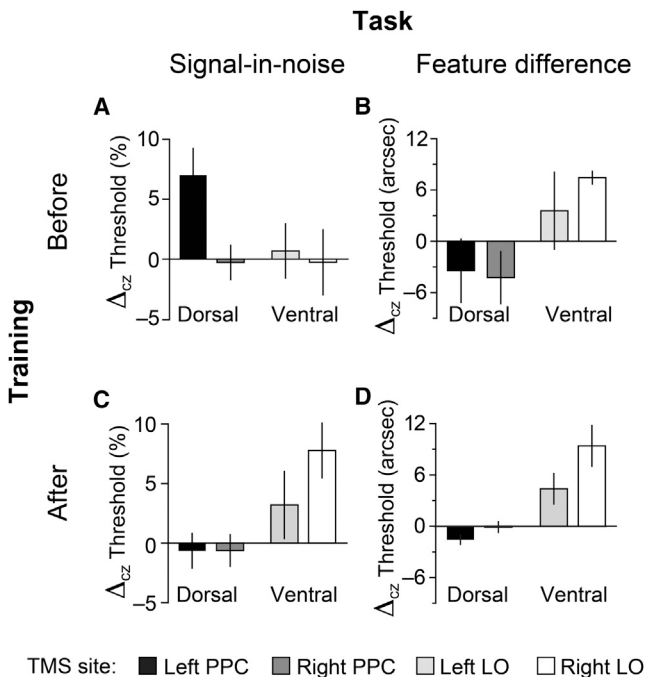 Task
Signal-in-noise Feature difference
Training
Before
A
Δcz Threshold (%)
10
5
0
–5
Dorsal Ventral
B
Δcz Threshold (arcsec)
12
6
0
–6
Dorsal Ventral
After
C
Δcz Threshold (%)
10
5
0
–5
Dorsal Ventral
D
Δcz Threshold (arcsec)
12
6
0
–6
Dorsal Ventral
TMS site: Left PPC Right PPC Left LO Right LO